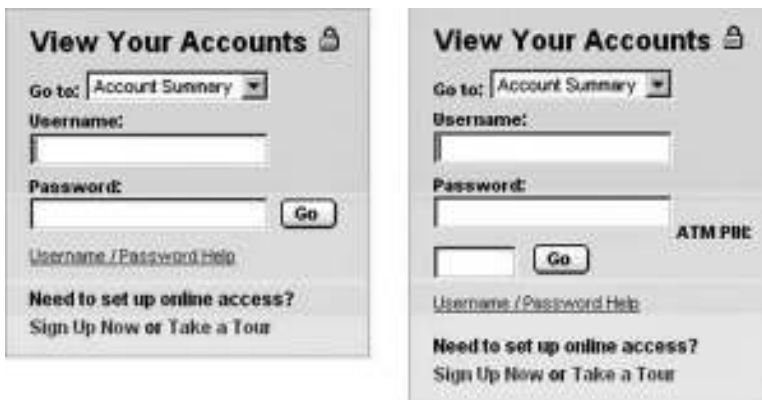 View Your Accounts
Go to: Account Summary
Username:
Password:
Go
Username / Password Help
Need to set up online access?
Sign Up Now or Take a Tour
View Your Accounts
Go to: Account Summary
Username:
Password:
ATM PIN:
Go
Username / Password Help
Need to set up online access?
Sign Up Now or Take a Tour